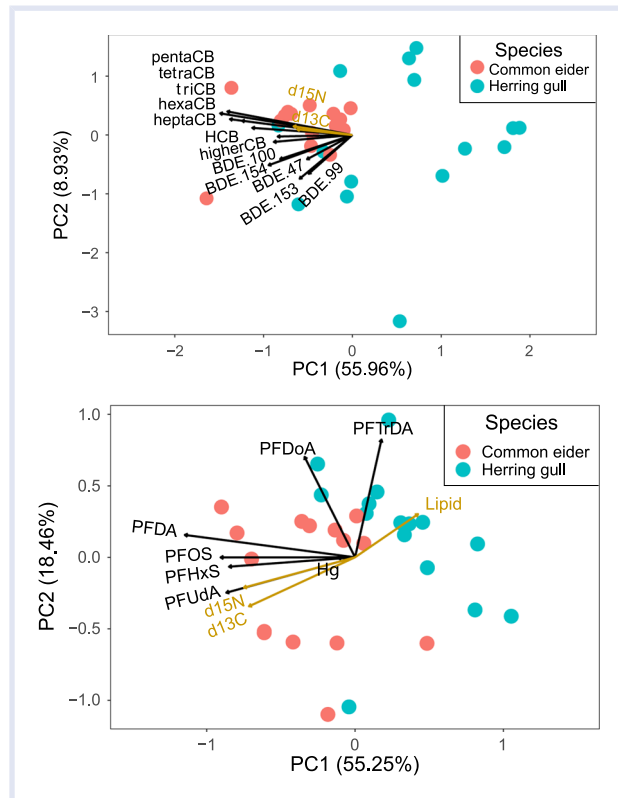 pentaCB
tetraCB
triCB
hexaCB
heptaCB
HCB
higherCB
BDE.100
BDE.154
BDE.47
BDE.153
BDE.99
d15N
d13C
Species
Common eider
Herring gull
1
0
−1
−2
−3
PC2 (8.93%)
−2 −1 0 1 2
PC1 (55.96%)
1.0
0.5
0.0
−0.5
−1.0
PC2 (18.46%)
PFDoA
PFTrDA
Species
Common eider
Herring gull
Lipid
PFDA
PFOS
PFHxS
Hg
PFUdA
d15N
d13C
−1 0 1
PC1 (55.25%)